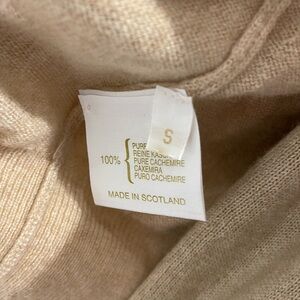 S
100%
PURE
REINE
PURE CACHEMIRE
CAXEMIRA
PURO CACHEMIRE
MADE IN SCOTLAND